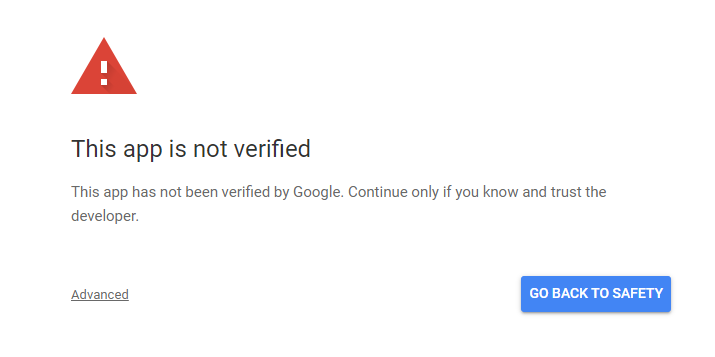 This app is not verified
This app has not been verified by Google. Continue only if you know and trust the
developer.
Advanced
GO BACK TO SAFETY